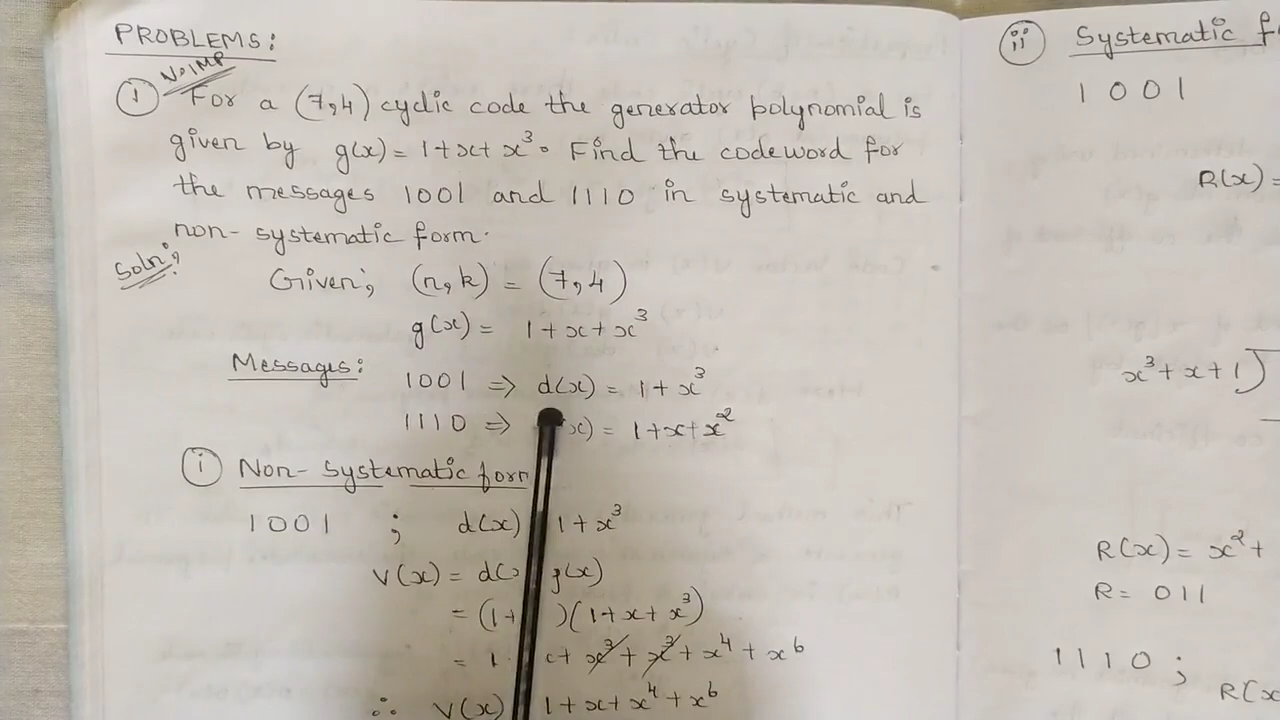 PROBLEMS:
V.IMP
① For a (7,4) cyclic code the generator polynomial is
given by g(x) = 1+x+x³. Find the codeword for
the messages 1001 and 1110 in systematic and
non-systematic form.
Soln;
Given; (n,k) = (7,4)
g(x) = 1+x+x³
Messages:
1001 ⇒ d(x) = 1+x³
1110 ⇒ x) = 1+x+x²
ⓘ Non-systematic form
1001 ; d(x) 1+x³
V(x) = d(x g(x)
= (1+ )(1+x+x³)
= 1 + x³ + x³ + x⁴ + x⁶
∴ V(x) 1+x+x⁴+x⁶
ⅱ Systematic f
1001
R(x) =
x³+x+1)
R(x) = x²+
R = 011
1110 ;
R(x